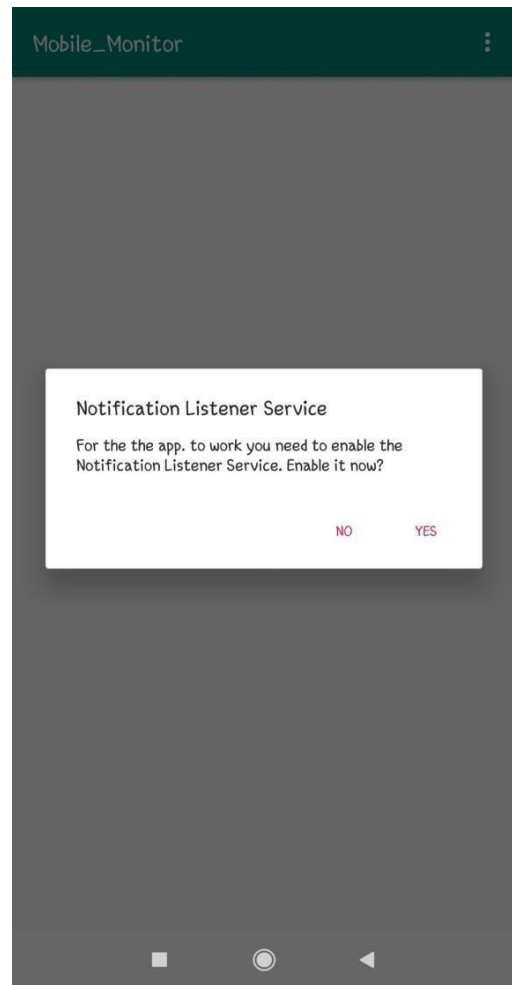 Mobile_Monitor
Notification Listener Service
For the the app. to work you need to enable the
Notification Listener Service. Enable it now?
NO YES